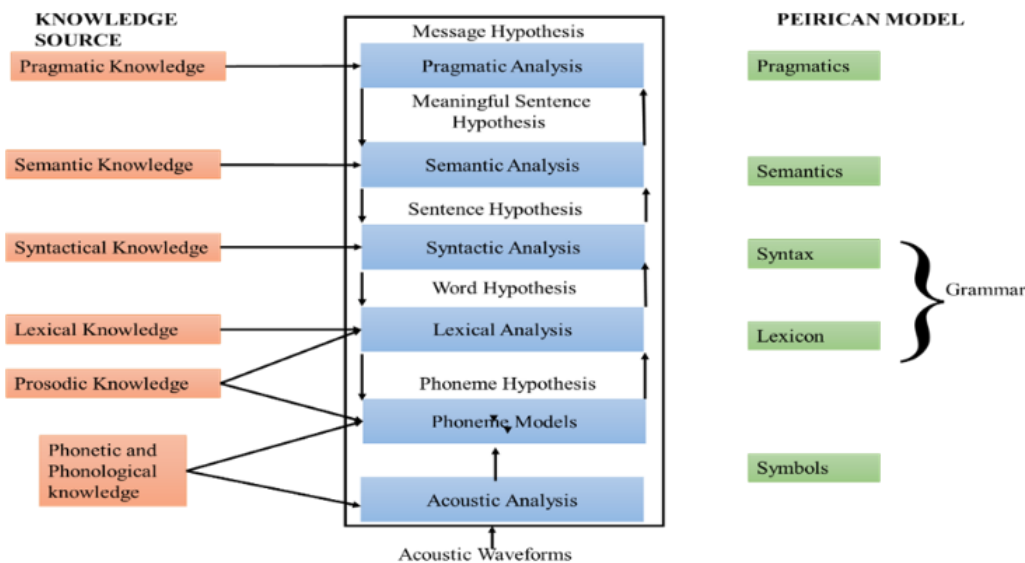 KNOWLEDGE
SOURCE
Pragmatic Knowledge
Semantic Knowledge
Syntactical Knowledge
Lexical Knowledge
Prosodic Knowledge
Phonetic and
Phonological
knowledge
Message Hypothesis
Pragmatic Analysis
Meaningful Sentence
Hypothesis
Semantic Analysis
Sentence Hypothesis
Syntactic Analysis
Word Hypothesis
Lexical Analysis
Phoneme Hypothesis
Phoneme Models
Acoustic Analysis
Acoustic Waveforms
PEIRICAN MODEL
Pragmatics
Semantics
Syntax
Lexicon
Grammar
Symbols